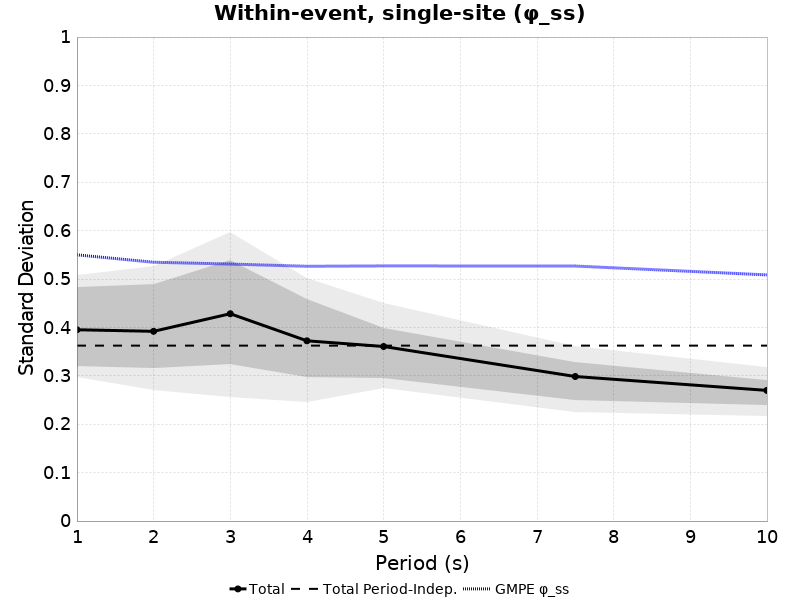 Within-event, single-site (φ_ss)
1
0.9
0.8
0.7
0.6
0.5
0.4
0.3
0.2
0.1
0
Standard Deviation
1 2 3 4 5 6 7 8 9 10
Period (s)
Total Total Period-Indep. GMPE φ_ss